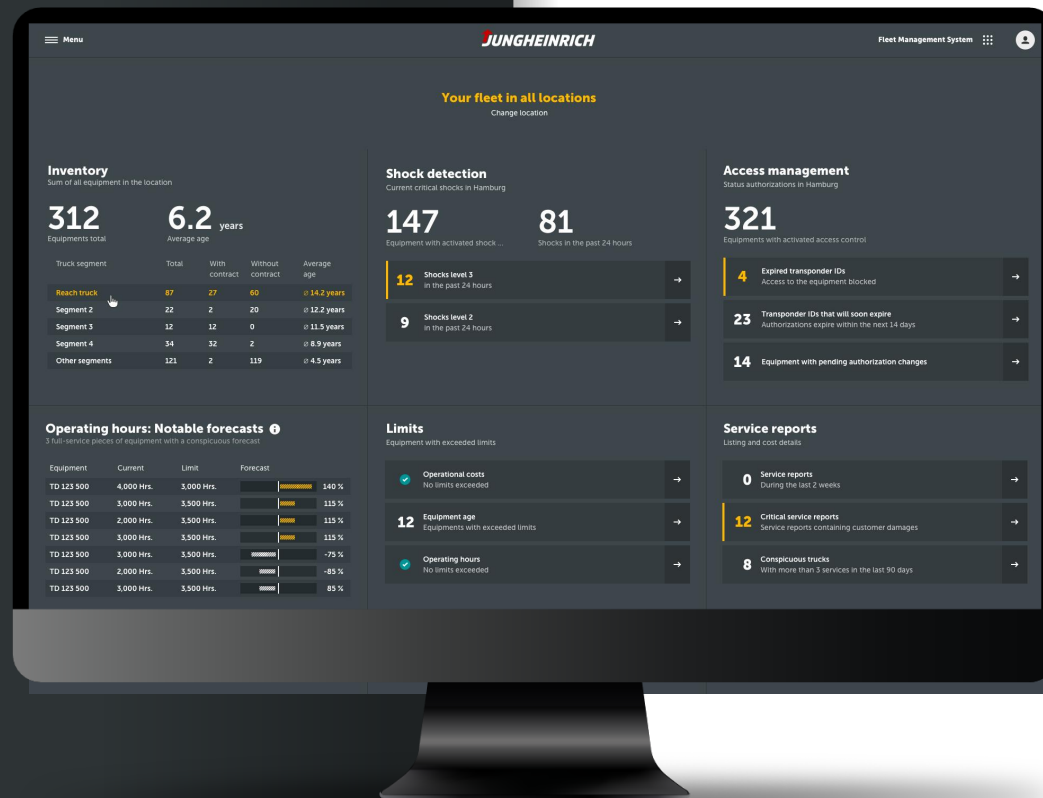 Menu
JUNGHEINRICH
Fleet Management System
Your fleet in all locations
Change location
Inventory
Sum of all equipment in the location
312
Equipments total
6.2 years
Average age
Truck segment Total With contract Without contract Average age
Reach truck 87 27 60 ⌀ 14.2 years
Segment 2 22 2 20 ⌀ 12.2 years
Segment 3 12 12 0 ⌀ 11.5 years
Segment 4 34 32 2 ⌀ 8.9 years
Other segments 121 2 119 ⌀ 4.5 years
Shock detection
Current critical shocks in Hamburg
147
Equipment with activated shock ...
81
Shocks in the past 24 hours
12 Shocks level 3
in the past 24 hours
9 Shocks level 2
in the past 24 hours
Access management
Status authorizations in Hamburg
321
Equipments with activated access control
4 Expired transponder IDs
Access to the equipment blocked
23 Transponder IDs that will soon expire
Authorizations expire within the next 14 days
14 Equipment with pending authorization changes
Operating hours: Notable forecasts
3 full-service pieces of equipment with a conspicuous forecast
Equipment Current Limit Forecast
TD 123 500 4,000 Hrs. 3,000 Hrs. 140 %
TD 123 500 3,000 Hrs. 3,500 Hrs. 115 %
TD 123 500 2,000 Hrs. 3,500 Hrs. 115 %
TD 123 500 3,000 Hrs. 3,500 Hrs. 115 %
TD 123 500 3,000 Hrs. 3,500 Hrs. -75 %
TD 123 500 2,000 Hrs. 3,500 Hrs. -85 %
TD 123 500 3,000 Hrs. 3,500 Hrs. 85 %
Limits
Equipment with exceeded limits
Operational costs
No limits exceeded
12 Equipment age
Equipments with exceeded limits
Operating hours
No limits exceeded
Service reports
Listing and cost details
0 Service reports
During the last 2 weeks
12 Critical service reports
Service reports containing customer damages
8 Conspicuous trucks
With more than 3 services in the last 90 days